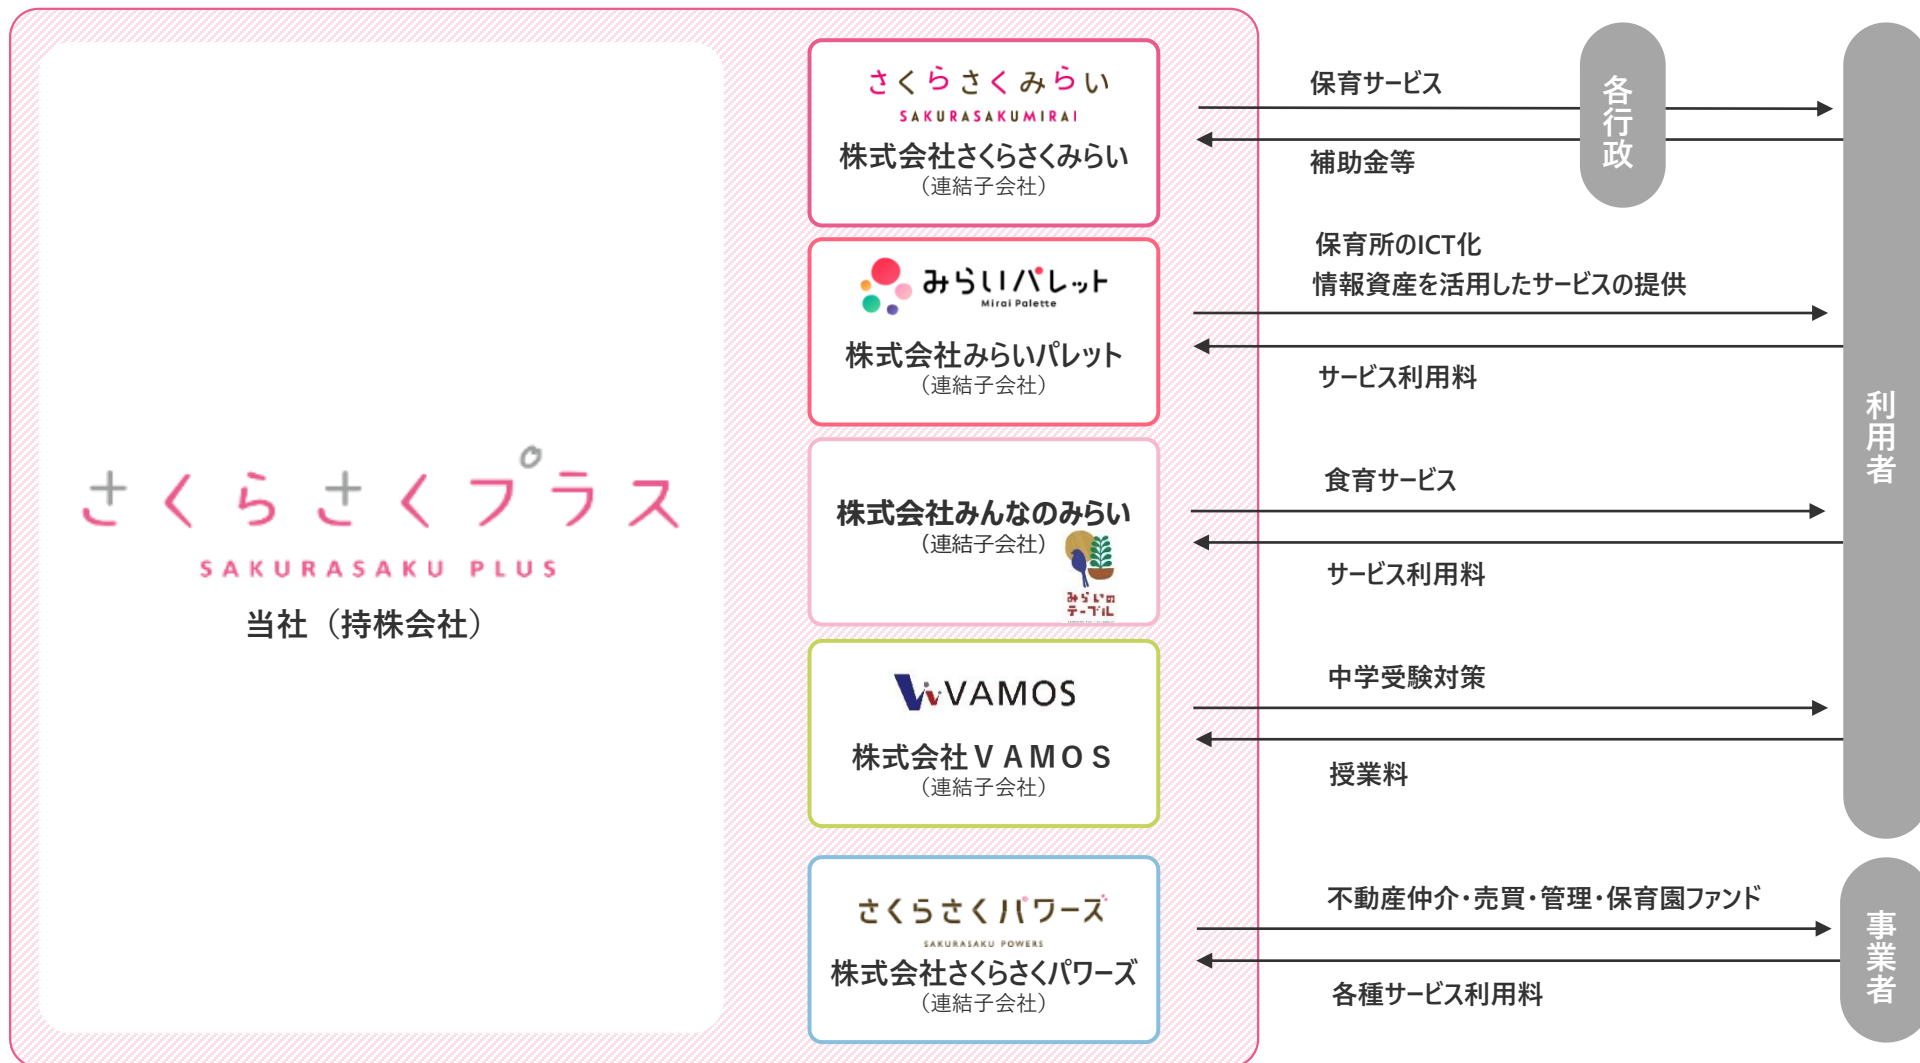 さくらさくプラス
SAKURASAKU PLUS
当社（持株会社）
さくらさくみらい
SAKURASAKUMIRAI
株式会社さくらさくみらい
（連結子会社）
保育サービス
補助金等
各行政
みらいパレット
Mirai Palette
株式会社みらいパレット
（連結子会社）
保育所のICT化
情報資産を活用したサービスの提供
サービス利用料
株式会社みんなのみらい
（連結子会社）
みらいの
テーブル
食育サービス
サービス利用料
VAMOS
株式会社ＶＡＭＯＳ
（連結子会社）
中学受験対策
授業料
利用者
さくらさくパワーズ
SAKURASAKU POWERS
株式会社さくらさくパワーズ
（連結子会社）
不動産仲介・売買・管理・保育園ファンド
各種サービス利用料
事業者